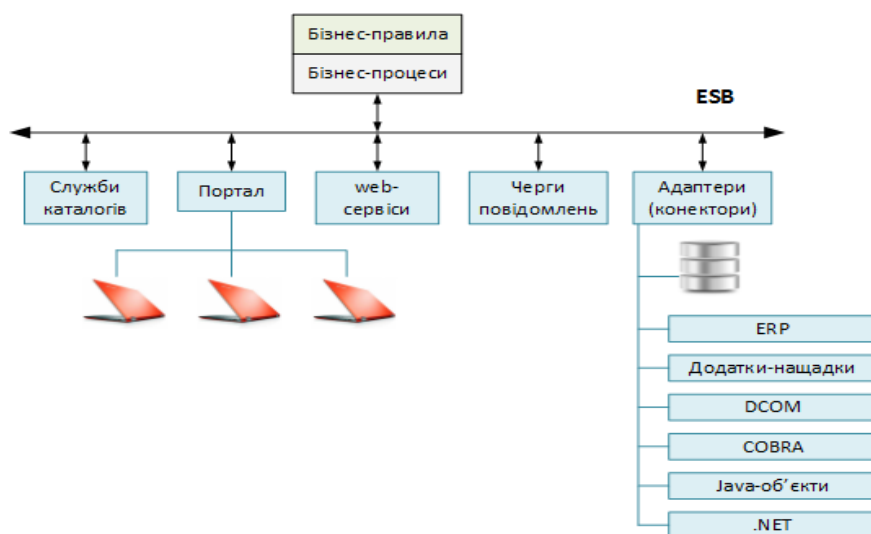 Бізнес-правила
Бізнес-процеси
ESB
Служби
каталогів
Портал
web-
сервіси
Черги
повідомлень
Адаптери
(конектори)
ERP
Додатки-нащадки
DCOM
COBRA
Java-об’єкти
.NET